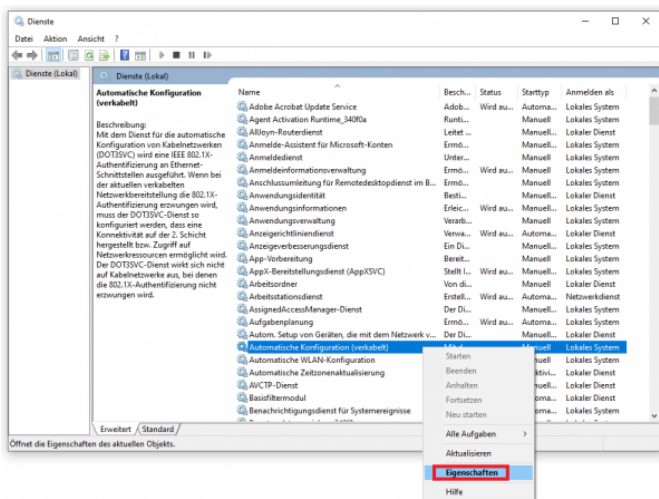 Dienste
Datei Aktion Ansicht ?
Dienste (Lokal)
Dienste (Lokal)
Automatische Konfiguration
(verkabelt)
Beschreibung:
Mit dem Dienst für die automatische
Konfiguration von Kabelnetzwerken
(DOT3SVC) wird eine IEEE 802.1X-
Authentifizierung an Ethernet-
Schnittstellen ausgeführt. Wenn bei
der aktuellen verkabelten
Netzwerkbereitstellung die 802.1X-
Authentifizierung erzwungen wird,
muss der DOT3SVC-Dienst so
konfiguriert werden, dass eine
Konnektivität auf der 2. Schicht
hergestellt bzw. Zugriff auf
Netzwerkressourcen ermöglicht wird.
Der DOT3SVC-Dienst wirkt sich nicht
auf Kabelnetzwerke aus, bei denen
die 802.1X-Authentifizierung nicht
erzwungen wird.
Name Besch... Status Starttyp Anmelden als
Adobe Acrobat Update Service Adob... Wird au... Automa... Lokales System
Agent Activation Runtime_340f0a Runti... Manuell Lokales System
AllJoyn-Routerdienst Leitet ... Manuell... Lokaler Dienst
Anmelde-Assistent für Microsoft-Konten Ermö... Manuell... Lokales System
Anmeldedienst Unter... Manuell Lokales System
Anmeldeinformationsverwaltung Ermö... Wird au... Manuell Lokales System
Anschlussumleitung für Remotedesktopdienst im B... Ermö... Manuell Lokales System
Anwendungsidentität Besti... Manuell... Lokaler Dienst
Anwendungsinformationen Erleic... Wird au... Manuell... Lokales System
Anwendungsverwaltung Verarb... Manuell Lokales System
Anzeigerichtliniendienst Verwa... Wird au... Automa... Lokaler Dienst
Anzeigeverbesserungsdienst Ein Di... Manuell... Lokales System
App-Vorbereitung Bereit... Manuell Lokales System
AppX-Bereitstellungsdienst (AppXSVC) Stellt I... Wird au... Manuell... Lokales System
Arbeitsordner Von di... Manuell Lokaler Dienst
Arbeitsstationsdienst Erstell... Wird au... Automa... Netzwerkdienst
AssignedAccessManager-Dienst Der Di... Manuell... Lokales System
Aufgabenplanung Ermö... Wird au... Automa... Lokales System
Autom. Setup von Geräten, die mit dem Netzwerk v... Der Di... Manuell... Lokaler Dienst
Automatische Konfiguration (verkabelt) Lokales System
Automatische WLAN-Konfiguration Lokales System
Automatische Zeitzonenaktualisierung Lokaler Dienst
AVCTP-Dienst Lokaler Dienst
Basisfiltermodul Lokaler Dienst
Benachrichtigungsdienst für Systemereignisse Lokales System
Starten
Beenden
Anhalten
Fortsetzen
Neu starten
Alle Aufgaben
Aktualisieren
Eigenschaften
Hilfe
Erweitert Standard
Öffnet die Eigenschaften des aktuellen Objekts.